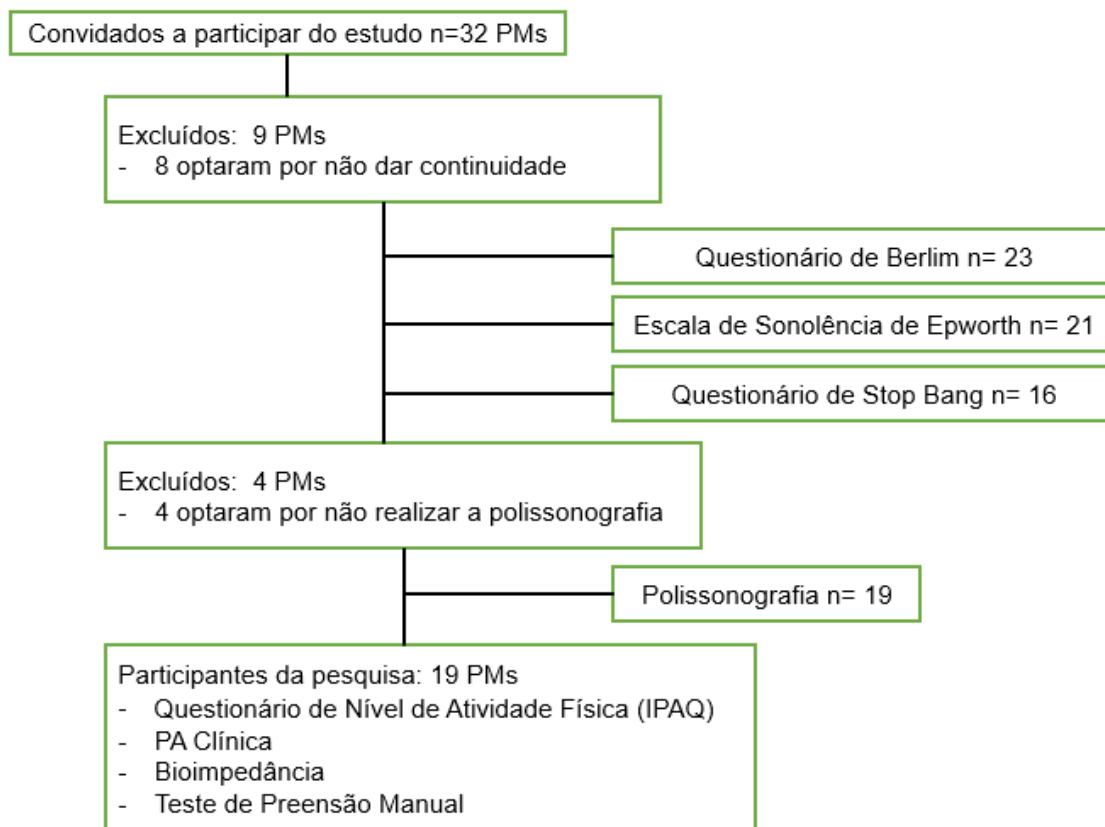 Convidados a participar do estudo n=32 PMs
Excluídos:  9 PMs
-   8 optaram por não dar continuidade
Questionário de Berlim n= 23
Escala de Sonolência de Epworth n= 21
Questionário de Stop Bang n= 16
Excluídos:  4 PMs
-   4 optaram por não realizar a polissonografia
Polissonografia n= 19
Participantes da pesquisa: 19 PMs
-   Questionário de Nível de Atividade Física (IPAQ)
-   PA Clínica
-   Bioimpedância
-   Teste de Preensão Manual